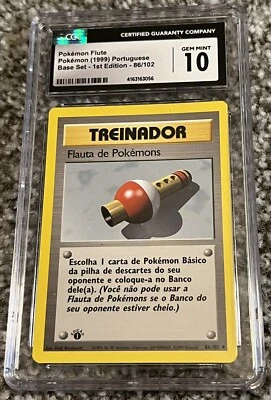 CGC
CERTIFIED GUARANTY COMPANY
Pokémon Flute
Pokémon (1999) Portuguese
Base Set - 1st Edition - 86/102
4163163056
GEM MINT
10
TREINADOR
Flauta de Pokémons
Escolha 1 carta de Pokémon Básico
da pilha de descartes do seu
oponente e coloque-a no Banco
dele(a). (Você não pode usar a
Flauta de Pokémons se o Banco do
seu oponente estiver cheio.)
86/102